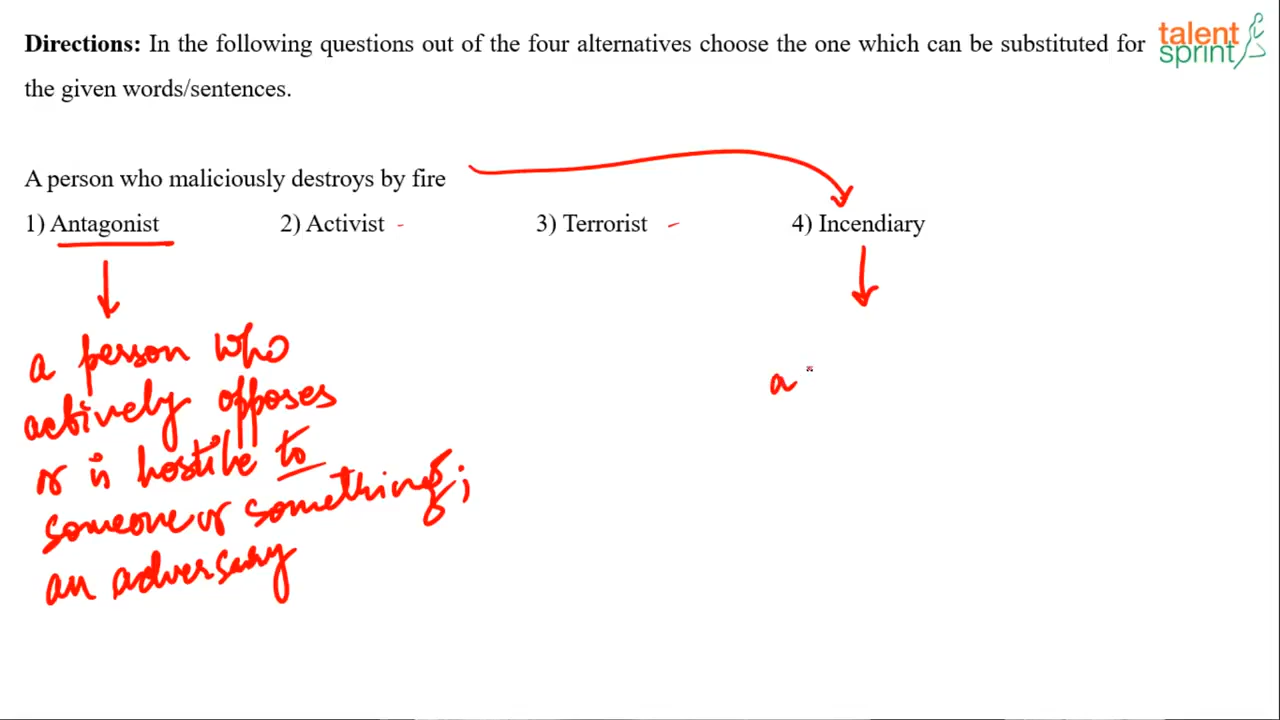 Directions: In the following questions out of the four alternatives choose the one which can be substituted for
the given words/sentences.
talent
sprint
A person who maliciously destroys by fire
1) Antagonist 2) Activist 3) Terrorist 4) Incendiary
a person who
actively opposes
or is hostile to
someone or something;
an adversary
a